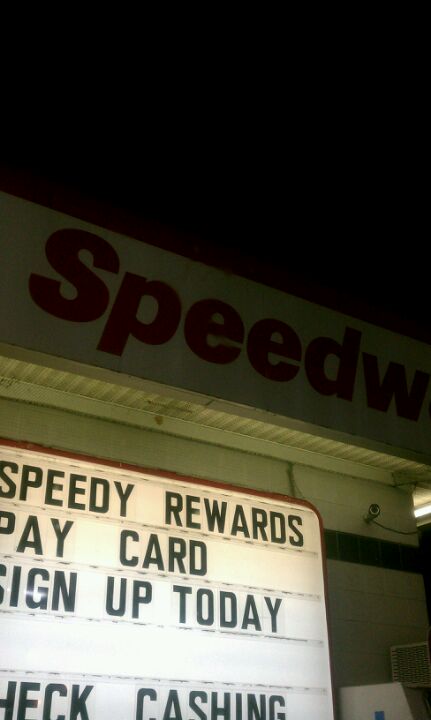 Speedw
SPEEDY REWARDS
PAY CARD
SIGN UP TODAY
HECK CASHING